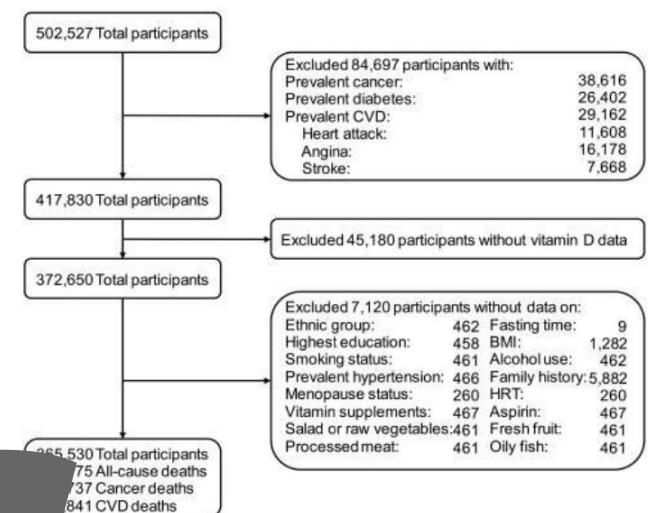 502,527 Total participants
Excluded 84,697 participants with:
Prevalent cancer: 38,616
Prevalent diabetes: 26,402
Prevalent CVD: 29,162
Heart attack: 11,608
Angina: 16,178
Stroke: 7,668
417,830 Total participants
Excluded 45,180 participants without vitamin D data
372,650 Total participants
Excluded 7,120 participants without data on:
Ethnic group: 462 Fasting time: 9
Highest education: 458 BMI: 1,282
Smoking status: 461 Alcohol use: 462
Prevalent hypertension: 466 Family history: 5,882
Menopause status: 260 HRT: 260
Vitamin supplements: 467 Aspirin: 467
Salad or raw vegetables: 461 Fresh fruit: 461
Processed meat: 461 Oily fish: 461
Total participants
All-cause deaths
Cancer deaths
CVD deaths